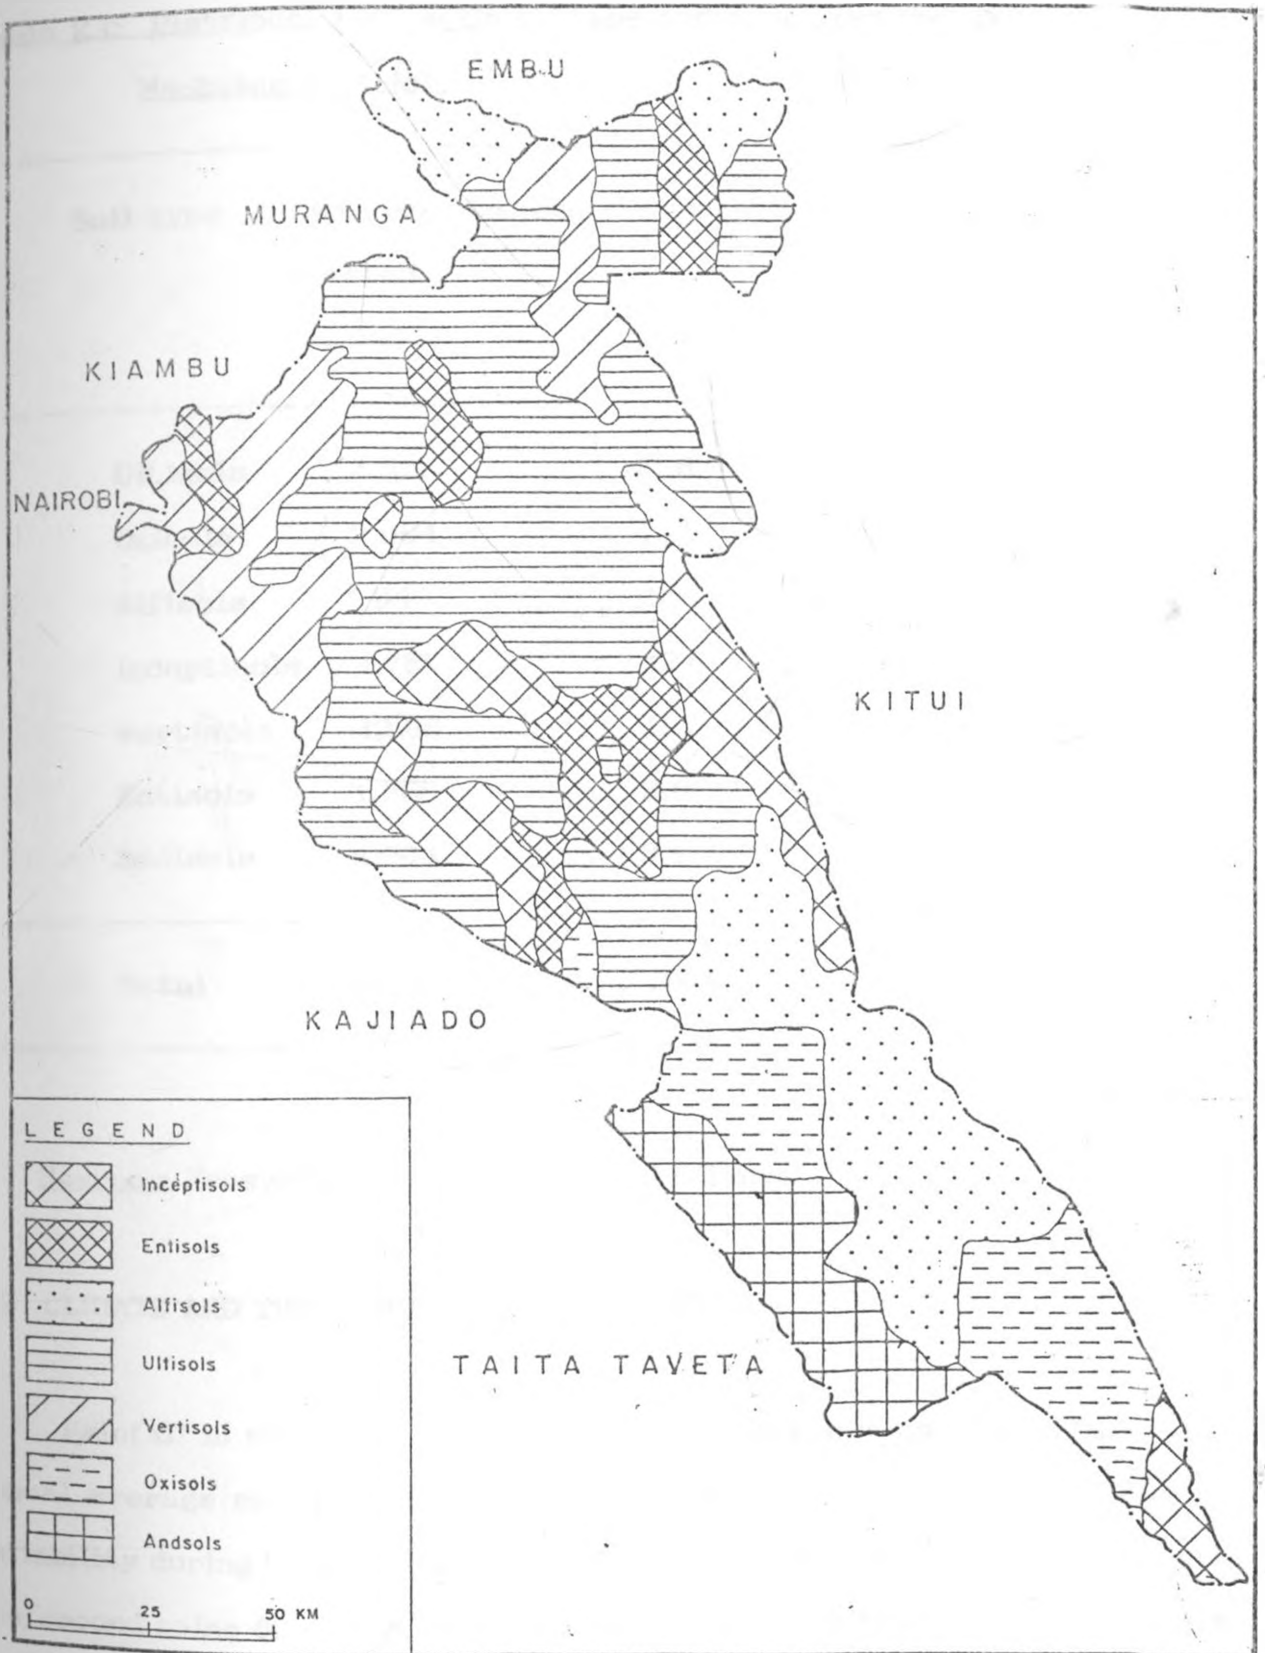 EMBU
MURANGA
KIAMBU
NAIROBI
KITUI
KAJIADO
TAITA TAVETA
LEGEND
Inceptisols
Entisols
Alfisols
Ultisols
Vertisols
Oxisols
Andsols
0 25 50 KM